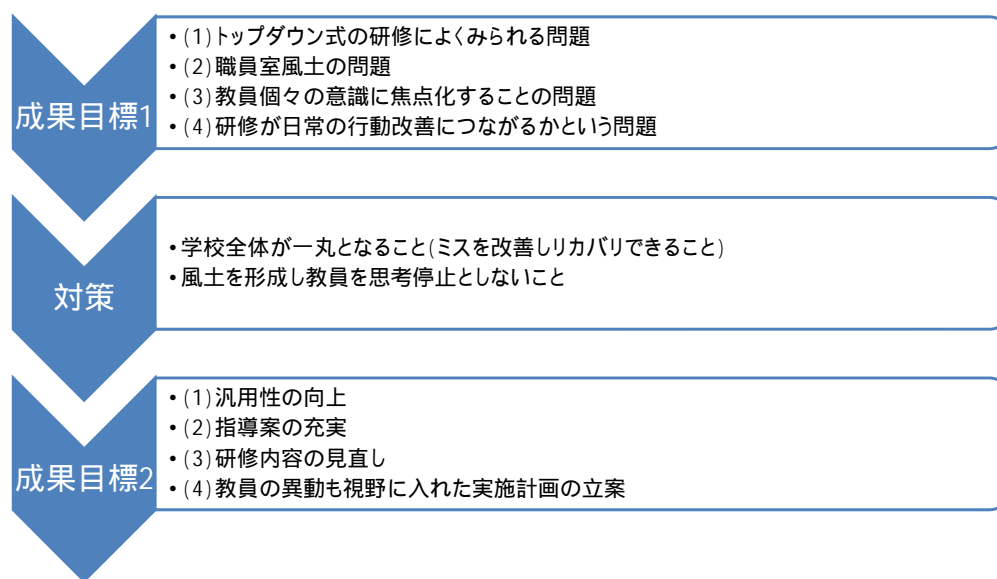 成果目標1
• (1)トップダウン式の研修によくみられる問題
• (2)職員室風土の問題
• (3)教員個々の意識に焦点化することの問題
• (4)研修が日常の行動改善につながるかという問題
対策
• 学校全体が一丸となること(ミスを改善しリカバリできること)
• 風土を形成し教員を思考停止としないこと
成果目標2
• (1)汎用性の向上
• (2)指導案の充実
• (3)研修内容の見直し
• (4)教員の異動も視野に入れた実施計画の立案